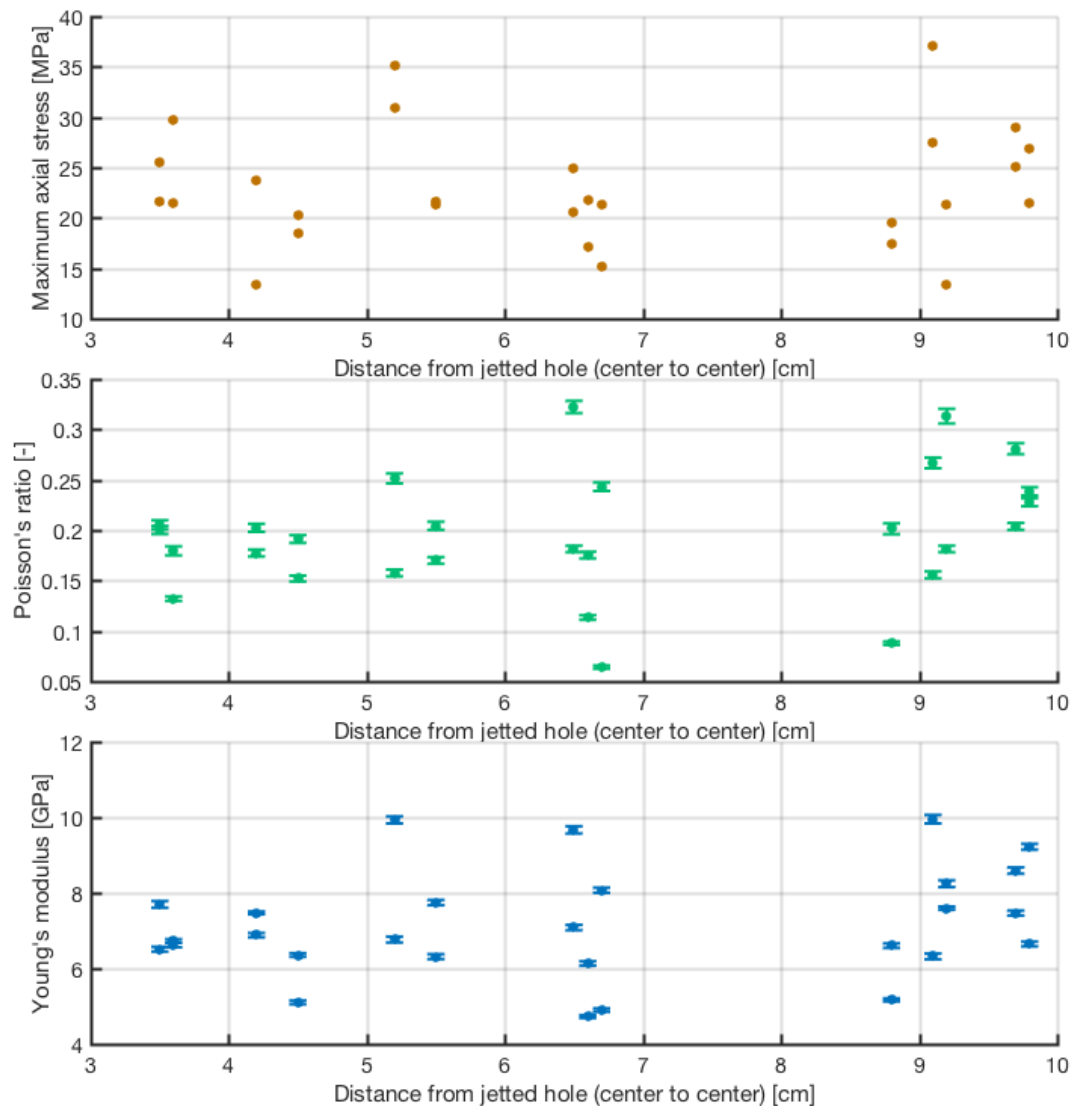 40
35
30
25
20
15
10
Maximum axial stress [MPa]
3 4 5 6 7 8 9 10
Distance from jetted hole (center to center) [cm]
0.35
0.3
0.25
0.2
0.15
0.1
0.05
Poisson's ratio [-]
3 4 5 6 7 8 9 10
Distance from jetted hole (center to center) [cm]
12
10
8
6
4
Young's modulus [GPa]
3 4 5 6 7 8 9 10
Distance from jetted hole (center to center) [cm]